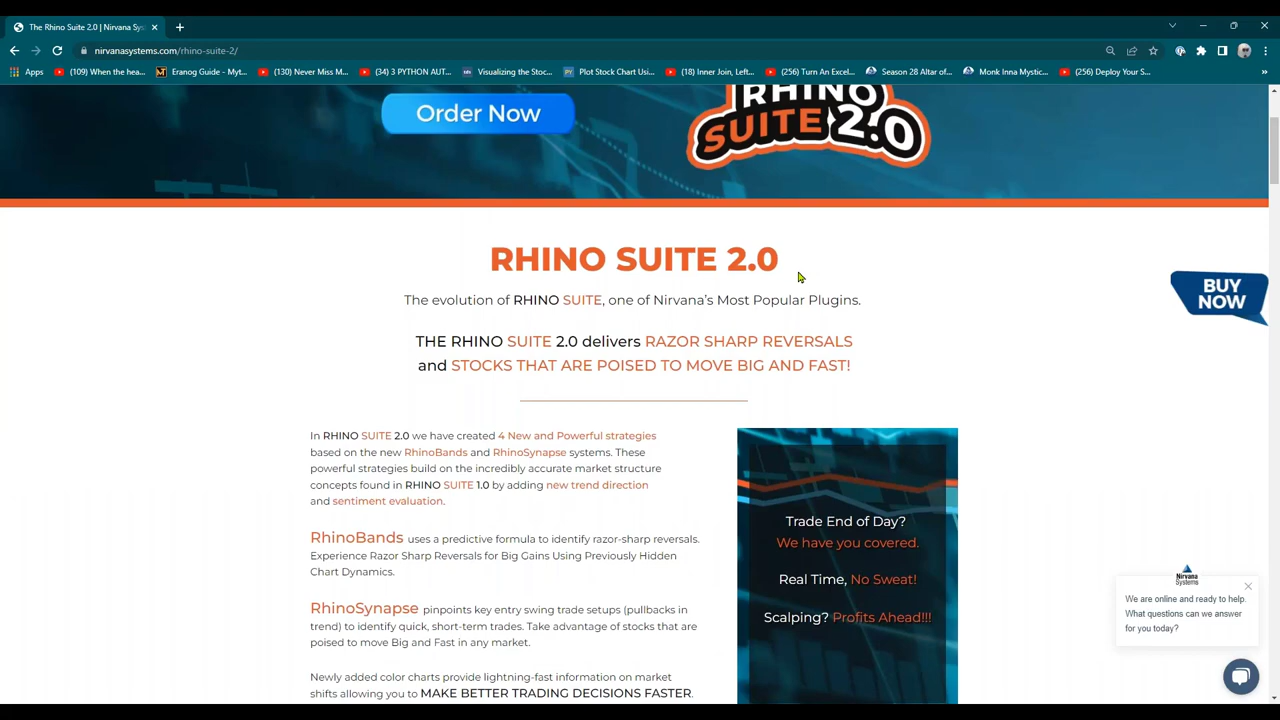 The Rhino Suite 2.0 | Nirvana Sys
nirvanasystems.com/rhino-suite-2/
Apps
(109) When the hea...
Eranog Guide - Myt...
(130) Never Miss M...
(34) 3 PYTHON AUT...
Visualizing the Stoc...
Plot Stock Chart Usi...
(18) Inner Join, Left...
(256) Turn An Excel...
Season 28 Altar of...
Monk Inna Mystic...
(256) Deploy Your S...
Order Now
RHINO
SUITE 2.0
RHINO SUITE 2.0
The evolution of RHINO SUITE, one of Nirvana's Most Popular Plugins.
THE RHINO SUITE 2.0 delivers RAZOR SHARP REVERSALS
and STOCKS THAT ARE POISED TO MOVE BIG AND FAST!
BUY
NOW
In RHINO SUITE 2.0 we have created 4 New and Powerful strategies
based on the new RhinoBands and RhinoSynapse systems. These
powerful strategies build on the incredibly accurate market structure
concepts found in RHINO SUITE 1.0 by adding new trend direction
and sentiment evaluation.
RhinoBands uses a predictive formula to identify razor-sharp reversals.
Experience Razor Sharp Reversals for Big Gains Using Previously Hidden
Chart Dynamics.
RhinoSynapse pinpoints key entry swing trade setups (pullbacks in
trend) to identify quick, short-term trades. Take advantage of stocks that are
poised to move Big and Fast in any market.
Newly added color charts provide lightning-fast information on market
shifts allowing you to MAKE BETTER TRADING DECISIONS FASTER.
Trade End of Day?
We have you covered.
Real Time, No Sweat!
Scalping? Profits Ahead!!!
Nirvana
Systems
We are online and ready to help.
What questions can we answer
for you today?